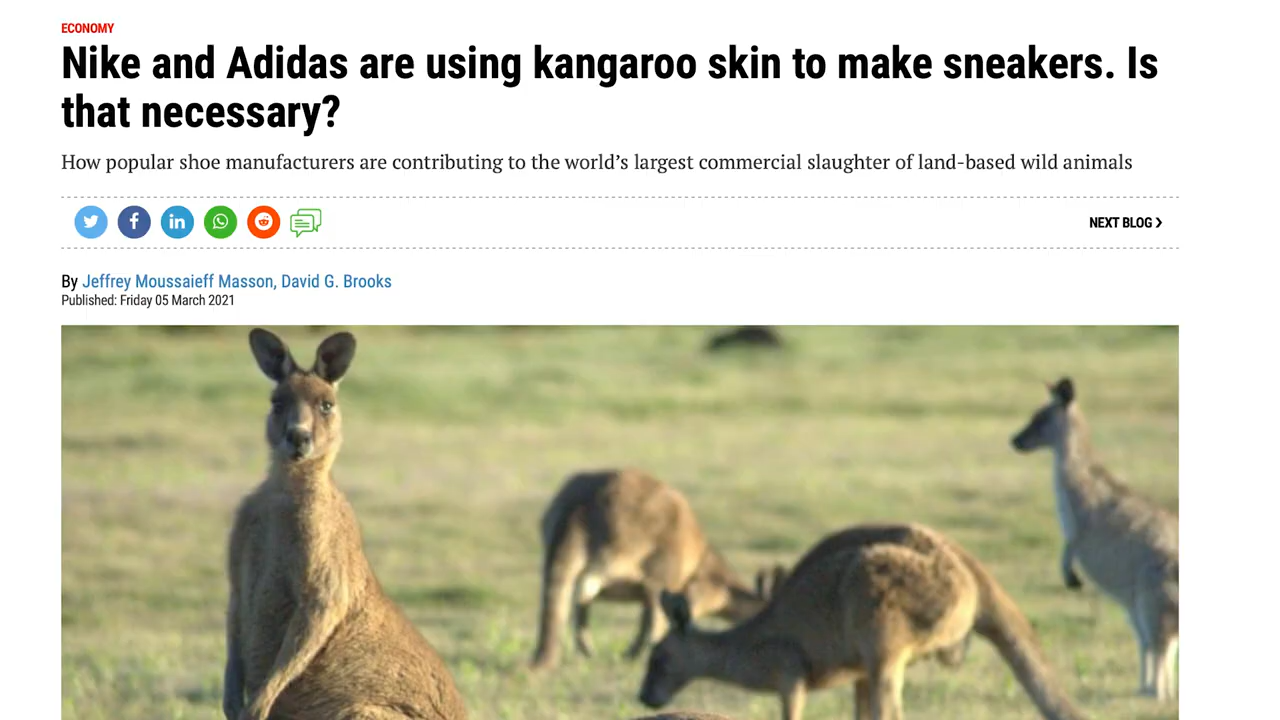 ECONOMY
Nike and Adidas are using kangaroo skin to make sneakers. Is
that necessary?
How popular shoe manufacturers are contributing to the world’s largest commercial slaughter of land-based wild animals
NEXT BLOG ❯
By Jeffrey Moussaieff Masson, David G. Brooks
Published: Friday 05 March 2021